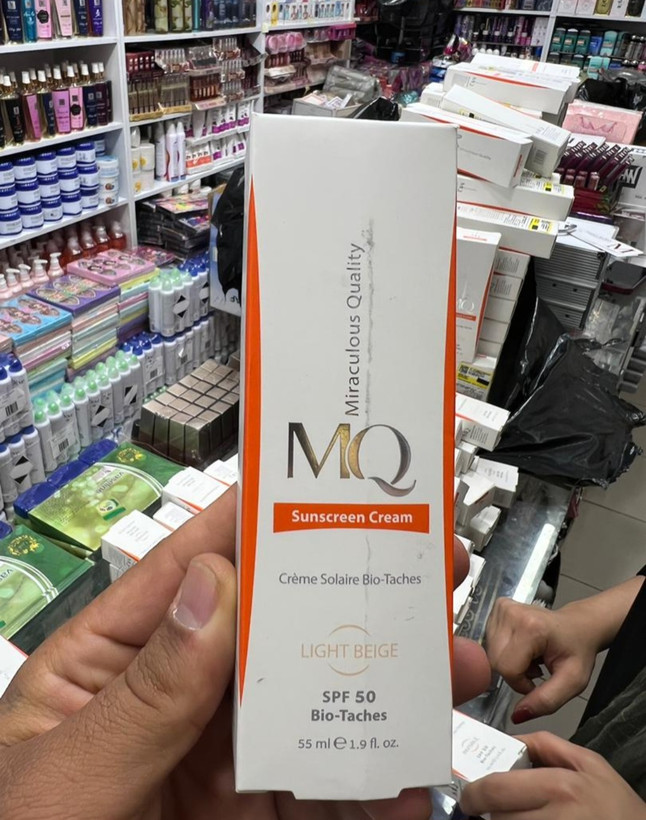 Miraculous Quality
MQ
Sunscreen Cream
Crème Solaire Bio-Taches
LIGHT BEIGE
SPF 50
Bio-Taches
55 ml ℮ 1.9 fl. oz.